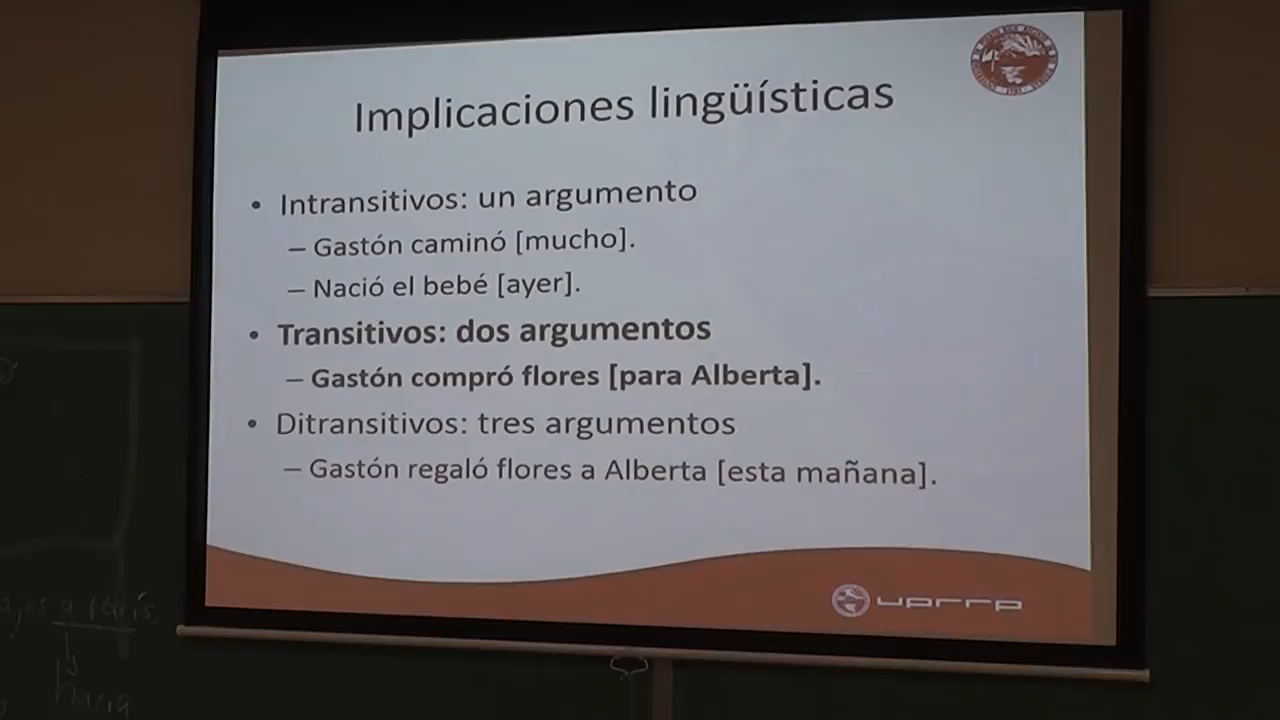 Implicaciones lingüísticas
• Intransitivos: un argumento
– Gastón caminó [mucho].
– Nació el bebé [ayer].
• Transitivos: dos argumentos
– Gastón compró flores [para Alberta].
• Ditransitivos: tres argumentos
– Gastón regaló flores a Alberta [esta mañana].
uprrp
hacia